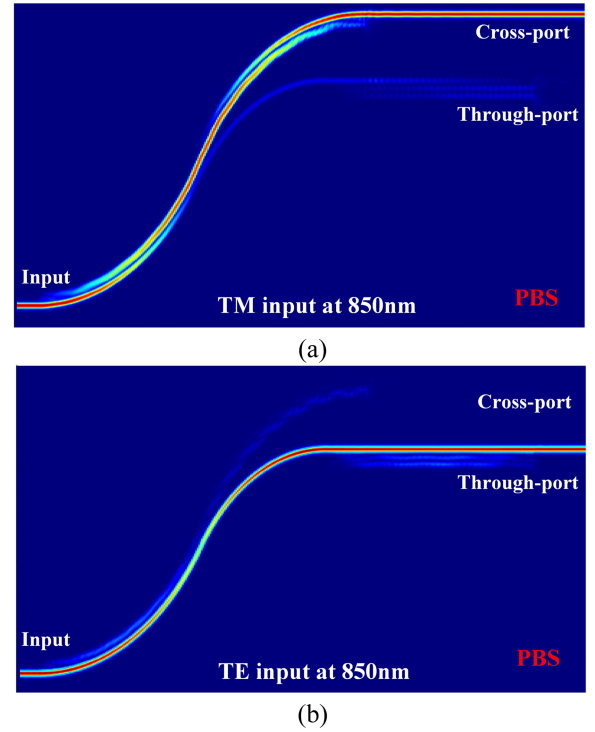 Cross-port
Through-port
Input
TM input at 850nm
PBS
(a)
Cross-port
Through-port
Input
TE input at 850nm
PBS
(b)